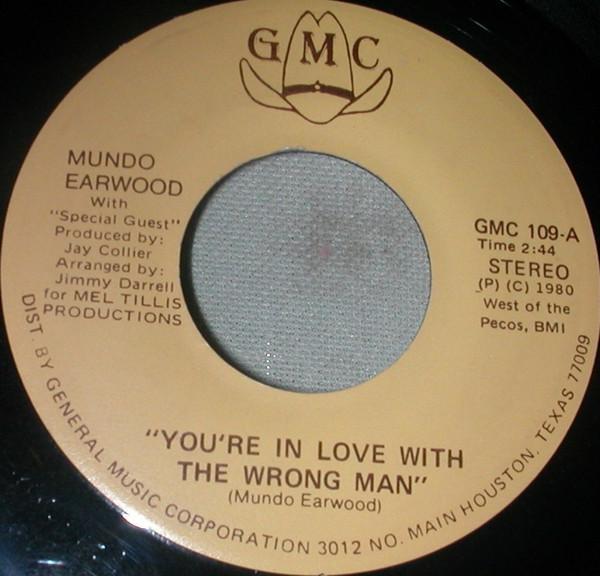 GMC
MUNDO
EARWOOD
With
"Special Guest"
Produced by:
Jay Collier
Arranged by:
Jimmy Darrell
for MEL TILLIS
PRODUCTIONS
GMC 109-A
Time 2:44
STEREO
(P) (C) 1980
West of the
Pecos, BMI
"YOU'RE IN LOVE WITH
THE WRONG MAN"
(Mundo Earwood)
DIST. BY GENERAL MUSIC CORPORATION 3012 NO. MAIN HOUSTON, TEXAS 77009